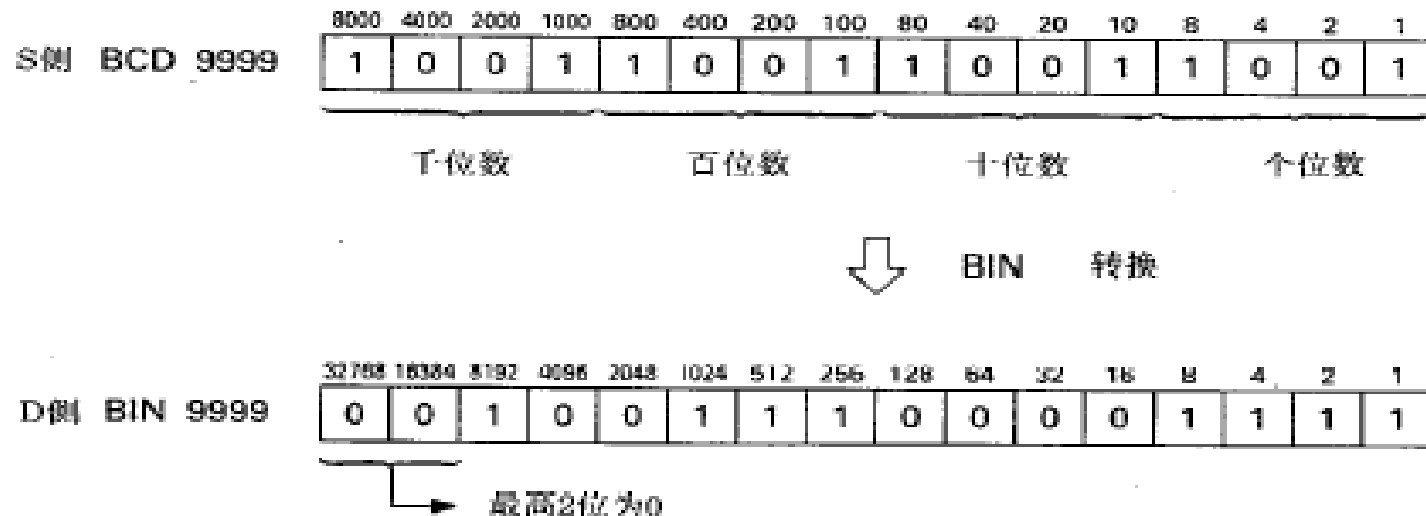 8000 4000 2000 1000 800 400 200 100 80 40 20 10 8 4 2 1
S侧 BCD 9999 1 0 0 1 1 0 0 1 1 0 0 1 1 0 0 1
千位数 百位数 十位数 个位数
BIN 转换
32768 16384 8192 4096 2048 1024 512 256 128 64 32 16 8 4 2 1
D侧 BIN 9999 0 0 1 0 0 1 1 1 0 0 0 0 1 1 1 1
最高2位为0